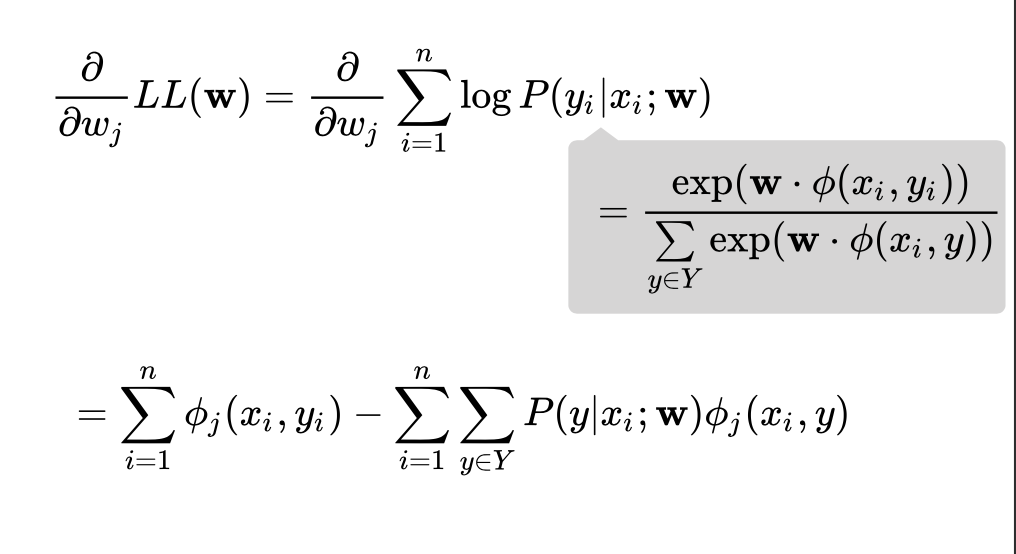 ∂/∂w_j LL(𝐰) = ∂/∂w_j ∑_{i=1}^{n} log P(y_i|x_i; 𝐰)
= exp(𝐰 · ϕ(x_i, y_i)) / ∑_{y∈Y} exp(𝐰 · ϕ(x_i, y))
= ∑_{i=1}^{n} ϕ_j(x_i, y_i) − ∑_{i=1}^{n} ∑_{y∈Y} P(y|x_i; 𝐰)ϕ_j(x_i, y)